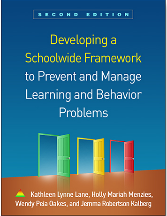 SECOND EDITION
Developing a
Schoolwide Framework
to Prevent and Manage
Learning and Behavior
Problems
Kathleen Lynne Lane, Holly Mariah Menzies,
Wendy Peia Oakes, and Jemma Robertson Kalberg